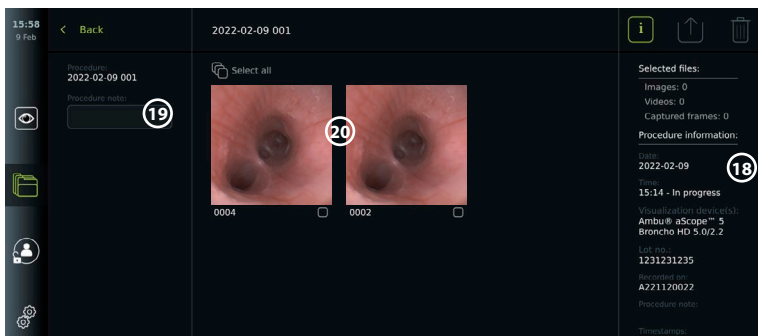 15:58
9 Feb
Back
2022-02-09 001
Procedure:
2022-02-09 001
Procedure note:
19
Select all
20
0004
0002
i
Selected files:
Images: 0
Videos: 0
Captured frames: 0
Procedure information:
18
Date:
2022-02-09
Time:
15:14 - In progress
Visualization device(s):
Ambu® aScope™ 5
Broncho HD 5.0/2.2
Lot no.:
1231231235
Recorded on:
A221120022
Procedure note:
Timestamps: